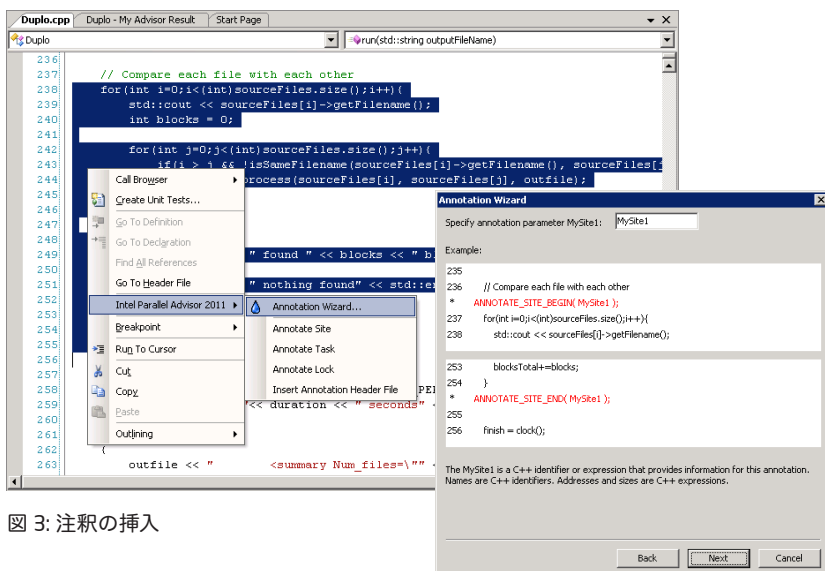 Duplo.cpp Duplo - My Advisor Result Start Page
Duplo run(std::string outputFileName)
236
237 // Compare each file with each other
238 for(int i=0;i<(int)sourceFiles.size();i++){
239 std::cout << sourceFiles[i]->getFilename();
240 int blocks = 0;
241
242 for(int j=0;j<(int)sourceFiles.size();j++){
243 if(i > j && !isSameFilename(sourceFiles[i]->getFilename(), sourceFiles[j
244 process(sourceFiles[i], sourceFiles[j], outfile);
245
246
247
248
249 " found " << blocks << " b
250
251 " nothing found" << std::en
252
253
254
255
256
257
258
259 "<< duration << " seconds"
260
261
262 {
263 outfile << " <summary Num_files=\""
Call Browser
Create Unit Tests...
Go To Definition
Go To Declaration
Find All References
Go To Header File
Intel Parallel Advisor 2011
Breakpoint
Run To Cursor
Cut
Copy
Paste
Outlining
Annotation Wizard...
Annotate Site
Annotate Task
Annotate Lock
Insert Annotation Header File
Annotation Wizard
Specify annotation parameter MySite1: MySite1
Example:
235
236 // Compare each file with each other
* ANNOTATE_SITE_BEGIN( MySite1 );
237 for(int i=0;i<(int)sourceFiles.size();i++){
238 std::cout << sourceFiles[i]->getFilename();
253 blocksTotal+=blocks;
254 }
* ANNOTATE_SITE_END( MySite1 );
255
256 finish = clock();
The MySite1 is a C++ identifier or expression that provides information for this annotation.
Names are C++ identifiers. Addresses and sizes are C++ expressions.
Back Next Cancel
図 3: 注釈の挿入